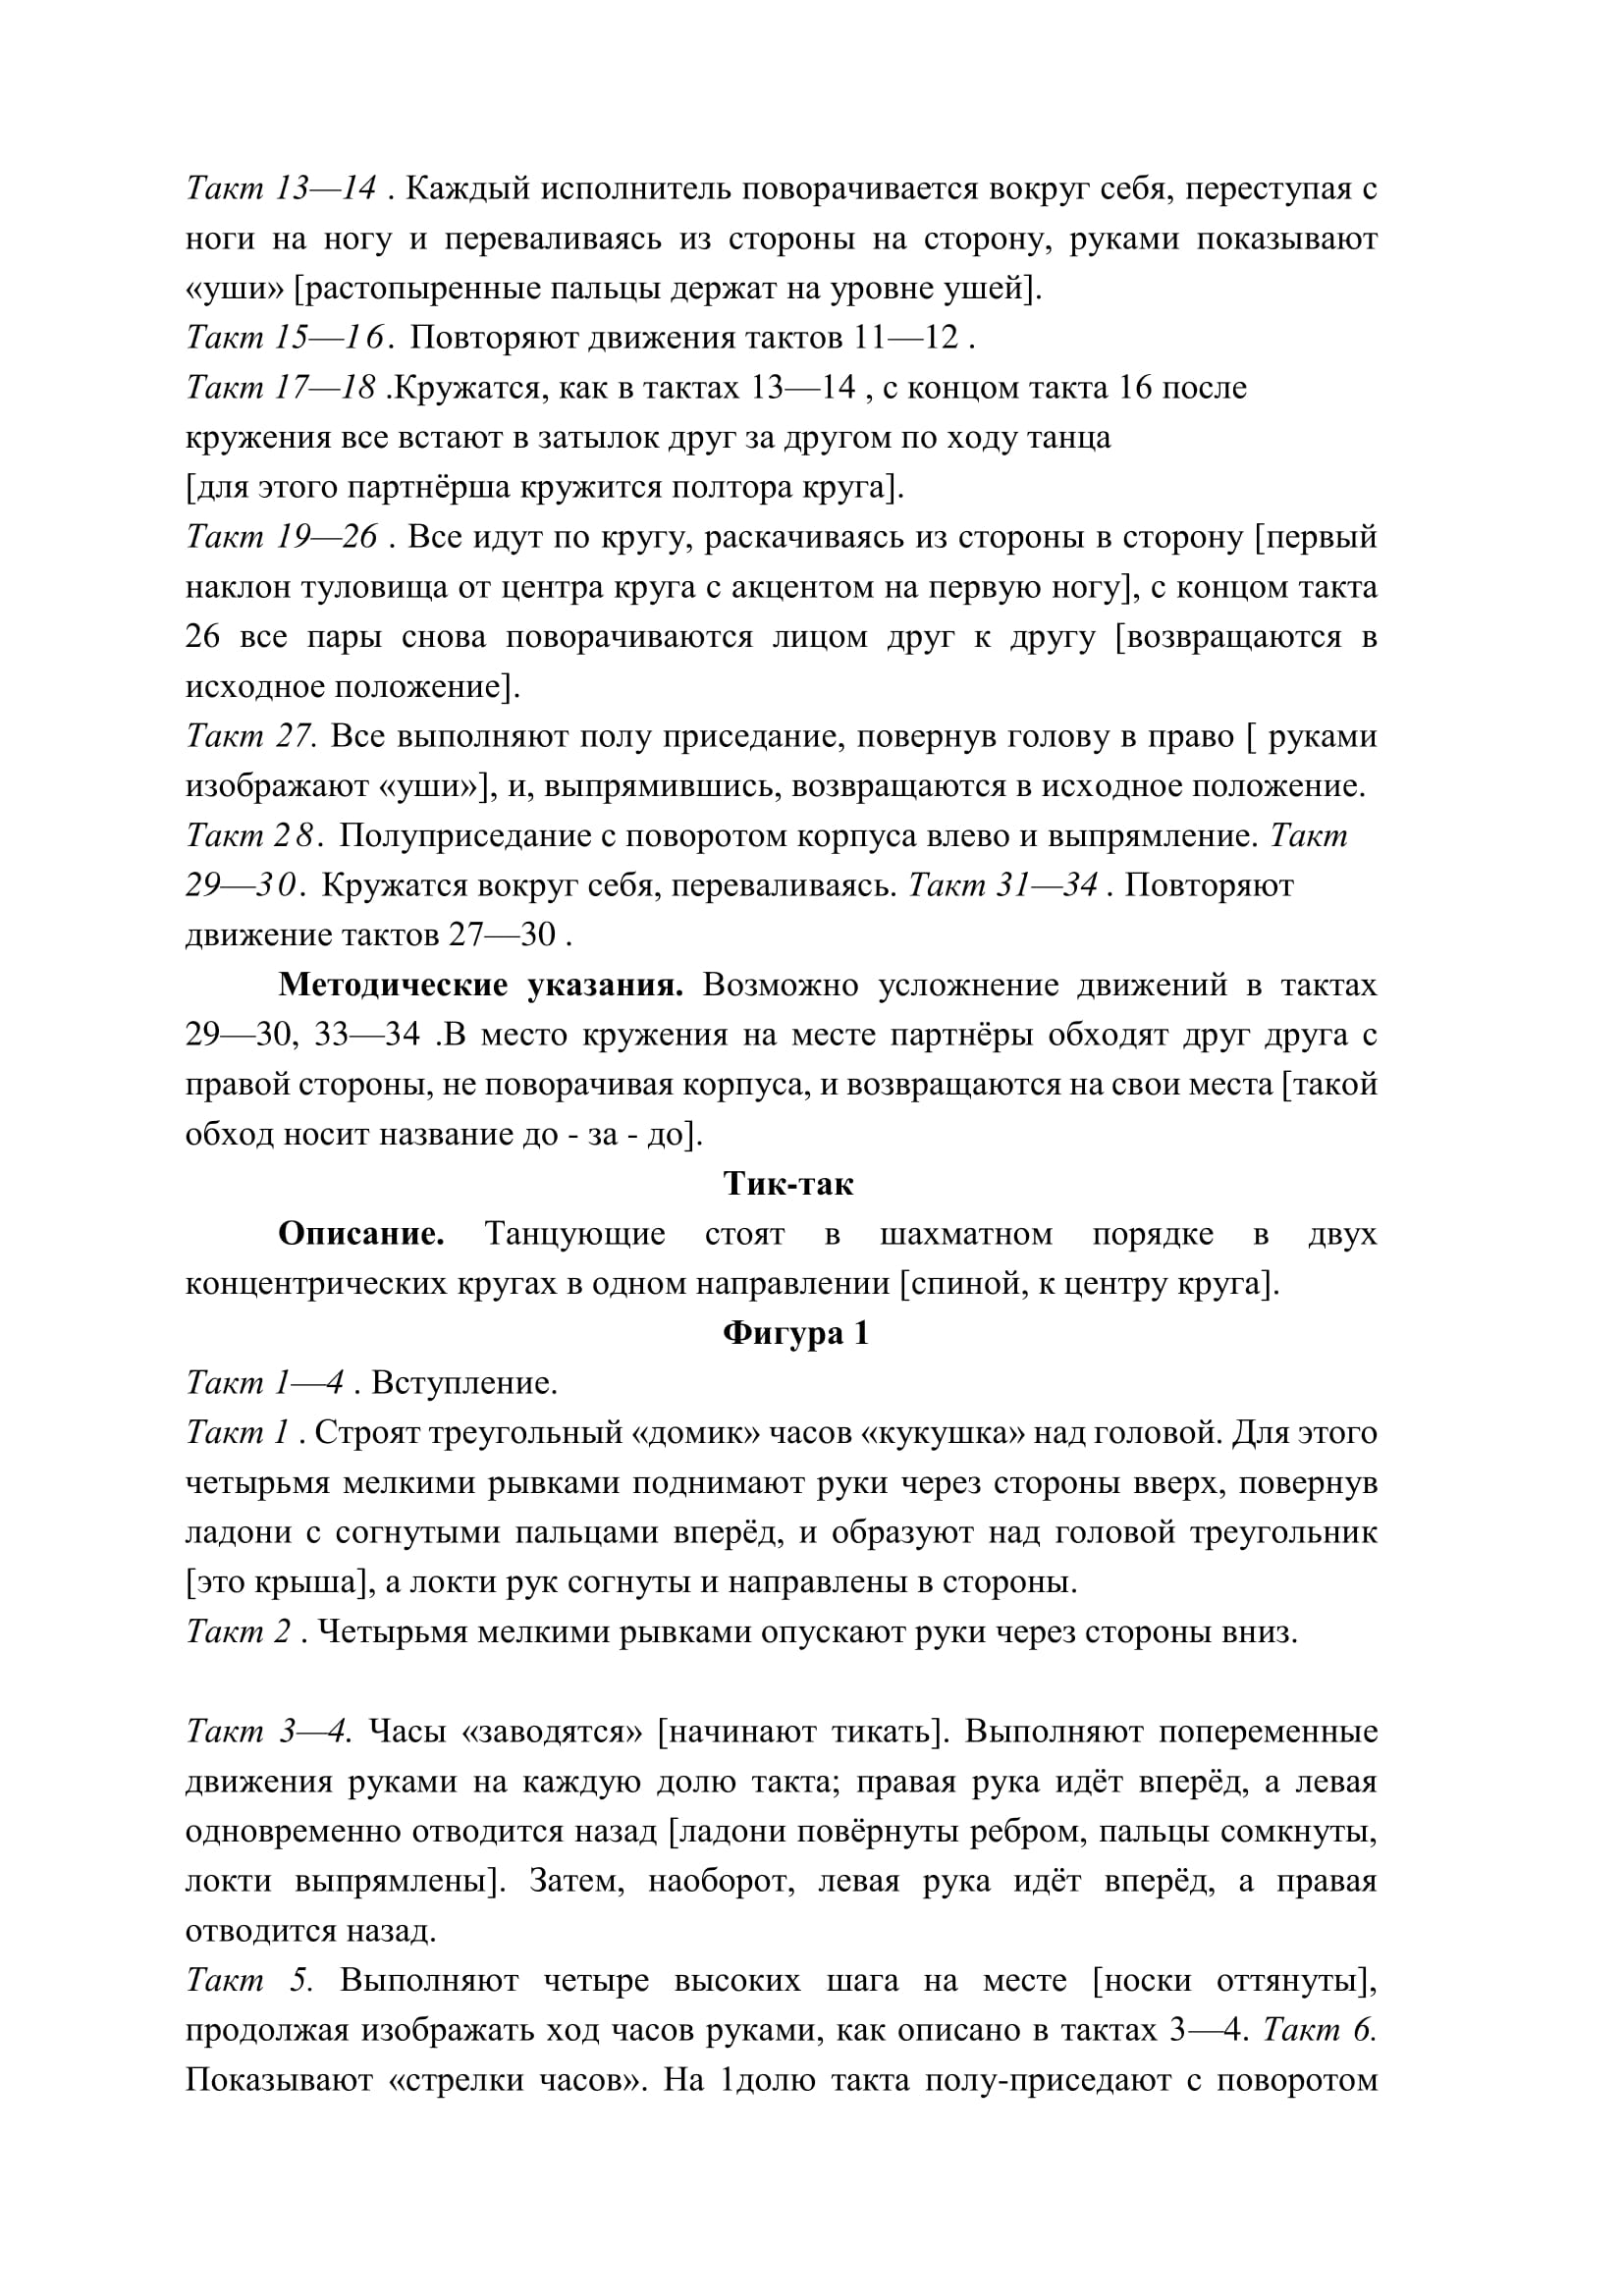 Такт 13—14 . Каждый исполнитель поворачивается вокруг себя, переступая с
ноги на ногу и переваливаясь из стороны на сторону, руками показывают
«уши» [растопыренные пальцы держат на уровне ушей].
Такт 15—16. Повторяют движения тактов 11—12 .
Такт 17—18 .Кружатся, как в тактах 13—14 , с концом такта 16 после
кружения все встают в затылок друг за другом по ходу танца
[для этого партнёрша кружится полтора круга].
Такт 19—26 . Все идут по кругу, раскачиваясь из стороны в сторону [первый
наклон туловища от центра круга с акцентом на первую ногу], с концом такта
26 все пары снова поворачиваются лицом друг к другу [возвращаются в
исходное положение].
Такт 27. Все выполняют полу приседание, повернув голову в право [ руками
изображают «уши»], и, выпрямившись, возвращаются в исходное положение.
Такт 28. Полуприседание с поворотом корпуса влево и выпрямление. Такт
29—30. Кружатся вокруг себя, переваливаясь. Такт 31—34 . Повторяют
движение тактов 27—30 .
Методические указания. Возможно усложнение движений в тактах
29—30, 33—34 .В место кружения на месте партнёры обходят друг друга с
правой стороны, не поворачивая корпуса, и возвращаются на свои места [такой
обход носит название до - за - до].
Тик-так
Описание. Танцующие стоят в шахматном порядке в двух
концентрических кругах в одном направлении [спиной, к центру круга].
Фигура 1
Такт 1—4 . Вступление.
Такт 1 . Строят треугольный «домик» часов «кукушка» над головой. Для этого
четырьмя мелкими рывками поднимают руки через стороны вверх, повернув
ладони с согнутыми пальцами вперёд, и образуют над головой треугольник
[это крыша], а локти рук согнуты и направлены в стороны.
Такт 2 . Четырьмя мелкими рывками опускают руки через стороны вниз.
Такт 3—4. Часы «заводятся» [начинают тикать]. Выполняют попеременные
движения руками на каждую долю такта; правая рука идёт вперёд, а левая
одновременно отводится назад [ладони повёрнуты ребром, пальцы сомкнуты,
локти выпрямлены]. Затем, наоборот, левая рука идёт вперёд, а правая
отводится назад.
Такт 5. Выполняют четыре высоких шага на месте [носки оттянуты],
продолжая изображать ход часов руками, как описано в тактах 3—4. Такт 6.
Показывают «стрелки часов». На 1долю такта полу-приседают с поворотом